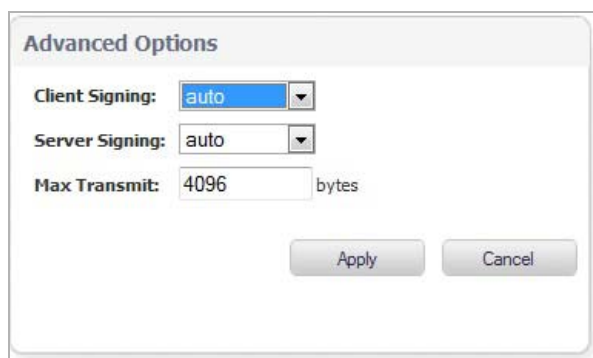 Advanced Options
Client Signing: auto
Server Signing: auto
Max Transmit: 4096 bytes
Apply Cancel